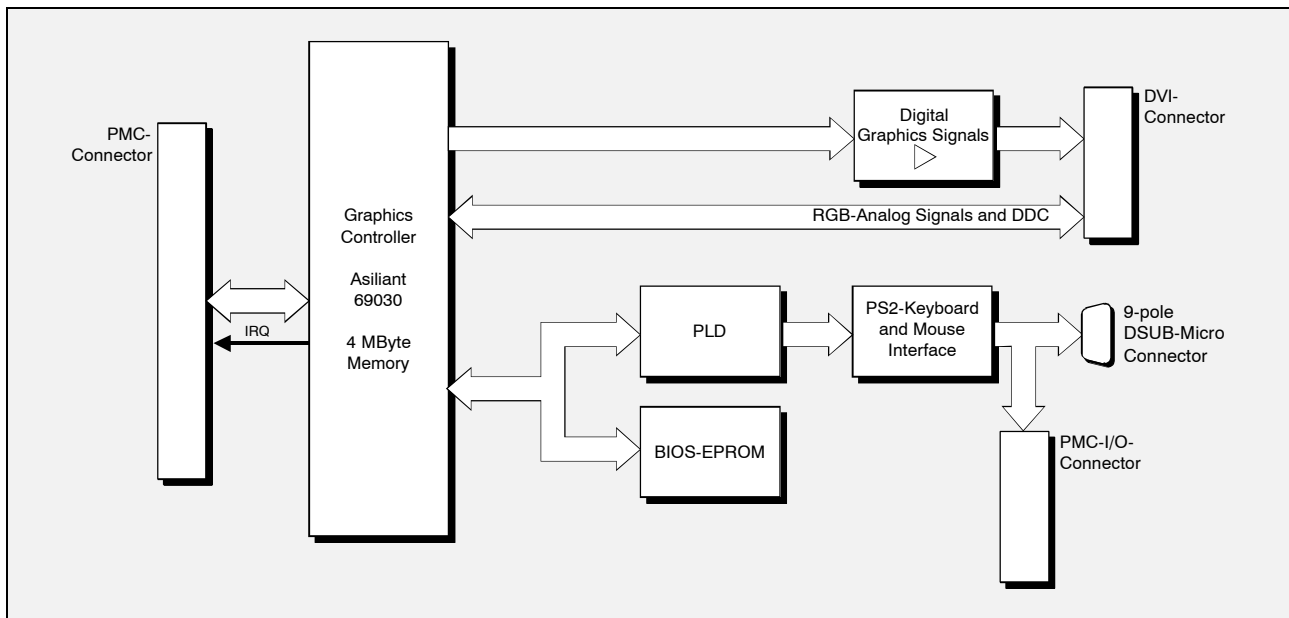 PMC-
Connector
IRQ
Graphics
Controller
Asiliant
69030
4 MByte
Memory
Digital
Graphics Signals
DVI-
Connector
RGB-Analog Signals and DDC
PLD
PS2-Keyboard
and Mouse
Interface
9-pole
DSUB-Micro
Connector
BIOS-EPROM
PMC-I/O-
Connector